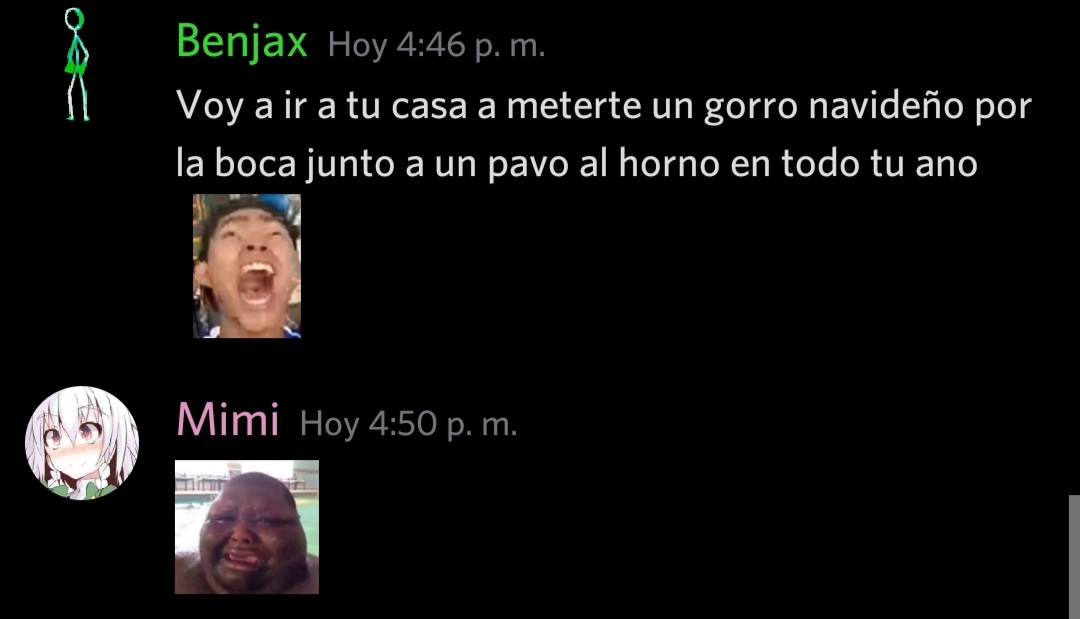 Benjax Hoy 4:46 p. m.
Voy a ir a tu casa a meterte un gorro navideño por
la boca junto a un pavo al horno en todo tu ano
Mimi Hoy 4:50 p. m.